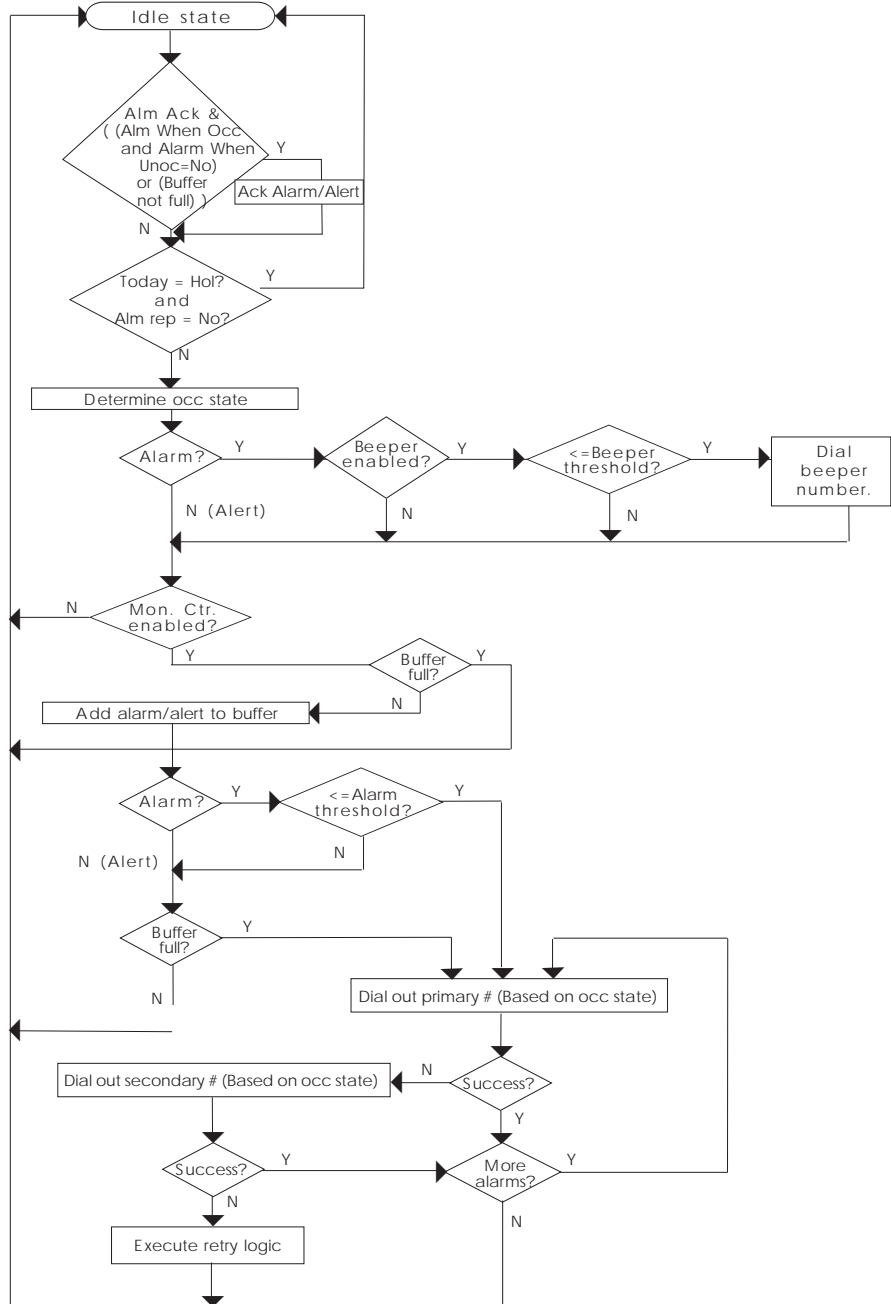 Idle state
Alm Ack &
( (Alm When Occ
and Alarm When
Unoc=No)
or (Buffer
not full) )
Y
Ack Alarm/Alert
N
Today = Hol?
and
Alm rep = No?
Y
N
Determine occ state
Alarm?
Y
Beeper
enabled?
Y
<=Beeper
threshold?
Y
Dial
beeper
number.
N (Alert)
N
N
Mon. Ctr.
enabled?
N
Y
Buffer
full?
Y
N
Add alarm/alert to buffer
Alarm?
Y
<=Alarm
threshold?
Y
N
N (Alert)
Buffer
full?
Y
N
Dial out primary # (Based on occ state)
Dial out secondary # (Based on occ state)
N
Success?
Y
Success?
Y
More
alarms?
Y
N
N
Execute retry logic